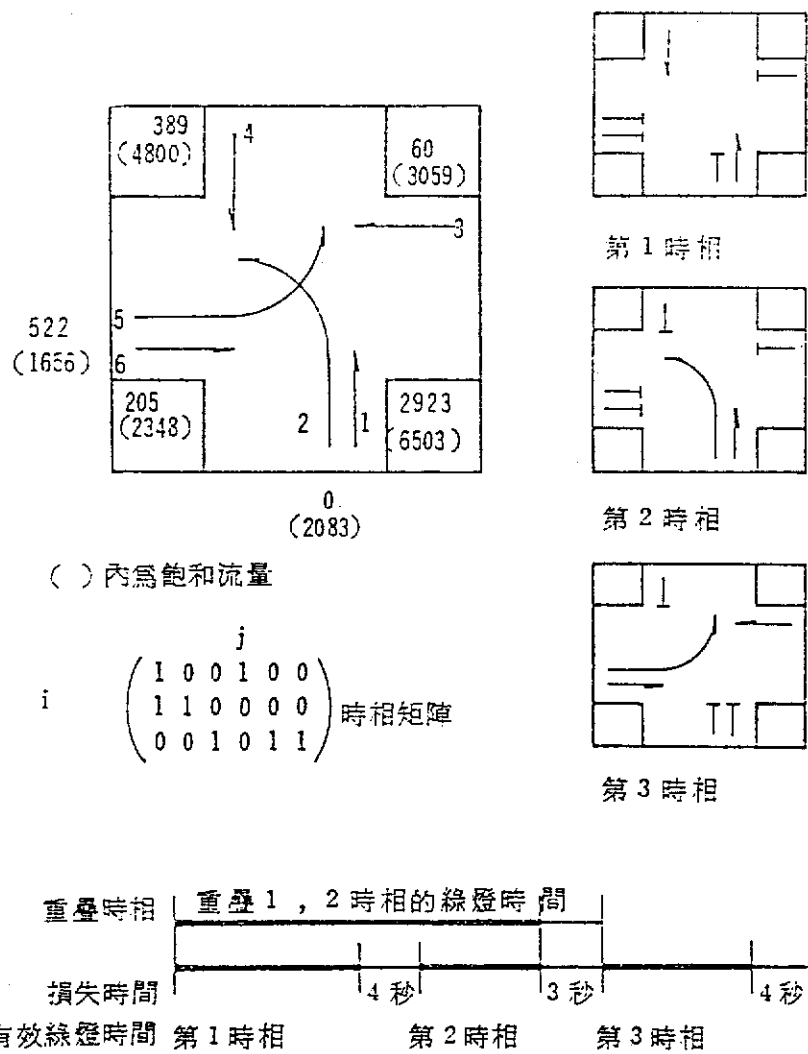 389
(4800)
4
60
(3059)
3
第1時相
522
(1656)
5
6
205
(2348)
2
1
2923
(6503)
0
(2083)
第2時相
( )內爲飽和流量
j
i
1 0 0 1 0 0
1 1 0 0 0 0
0 0 1 0 1 1
時相矩陣
第3時相
重疊時相
重疊1,2時相的綠燈時間
損失時間
4秒
3秒
4秒
有效綠燈時間
第1時相
第2時相
第3時相